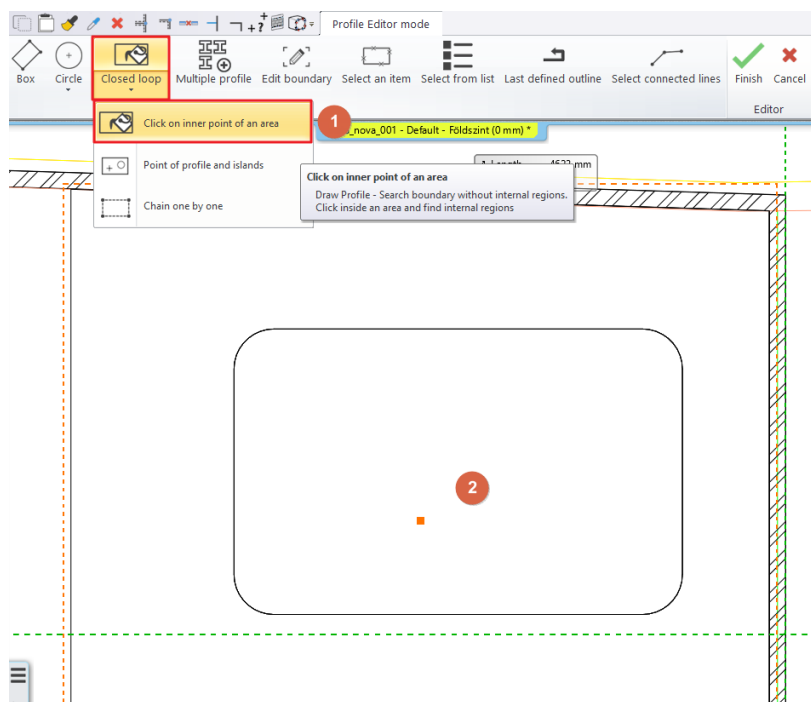 Profile Editor mode
Box
Circle
Closed loop
Multiple profile
Edit boundary
Select an item
Select from list
Last defined outline
Select connected lines
Finish
Cancel
Editor
Click on inner point of an area
1
_nova_001 - Default - Földszint (0 mm) *
Point of profile and islands
Chain one by one
Click on inner point of an area
Draw Profile - Search boundary without internal regions.
Click inside an area and find internal regions
2